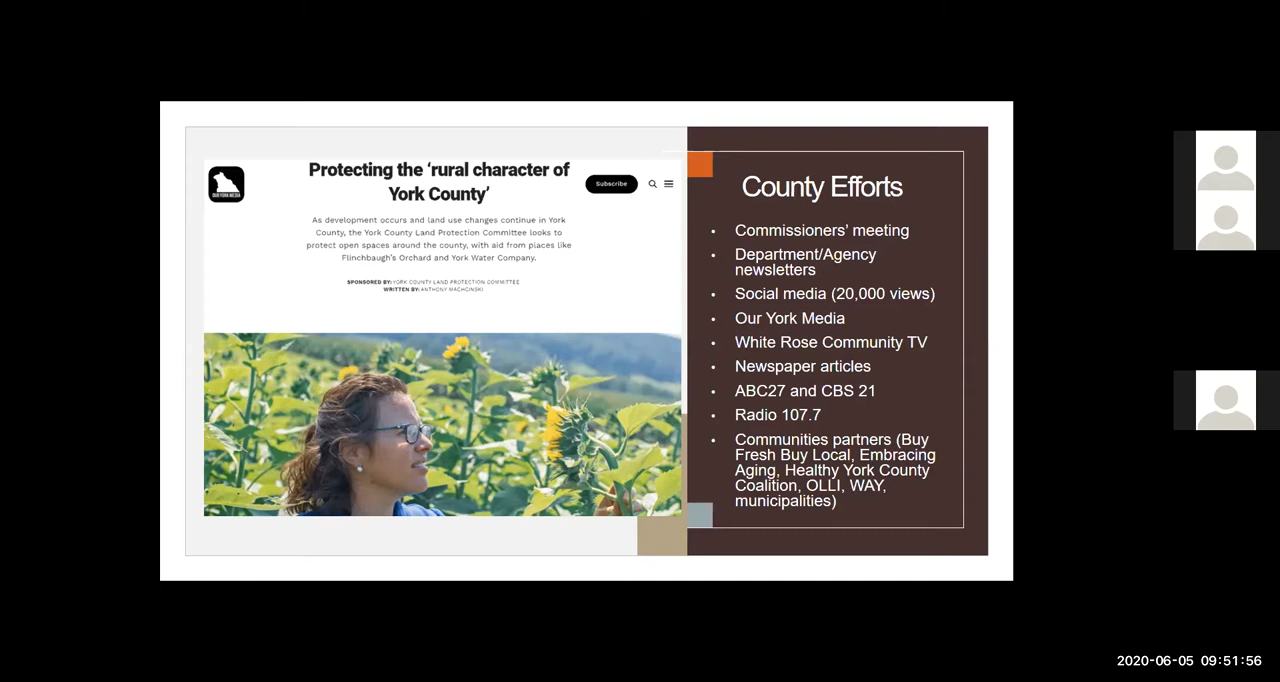 Protecting the ‘rural character of
York County’
OUR YORK MEDIA
Subscribe
As development occurs and land use changes continue in York
County, the York County Land Protection Committee looks to
protect open spaces around the county, with aid from places like
Flinchbaugh's Orchard and York Water Company.
SPONSORED BY: YORK COUNTY LAND PROTECTION COMMITTEE
WRITTEN BY: ANTHONY MACHCINSKI
County Efforts
• Commissioners’ meeting
• Department/Agency
newsletters
• Social media (20,000 views)
• Our York Media
• White Rose Community TV
• Newspaper articles
• ABC27 and CBS 21
• Radio 107.7
• Communities partners (Buy
Fresh Buy Local, Embracing
Aging, Healthy York County
Coalition, OLLI, WAY,
municipalities)
2020-06-05 09:51:56